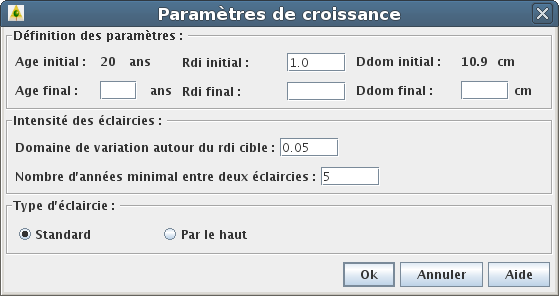 Paramètres de croissance
Définition des paramètres :
Age initial : 20 ans Rdi initial : 1.0 Ddom initial : 10.9 cm
Age final : ans Rdi final : Ddom final : cm
Intensité des éclaircies :
Domaine de variation autour du rdi cible : 0.05
Nombre d'années minimal entre deux éclaircies : 5
Type d'éclaircie :
Standard Par le haut
Ok Annuler Aide